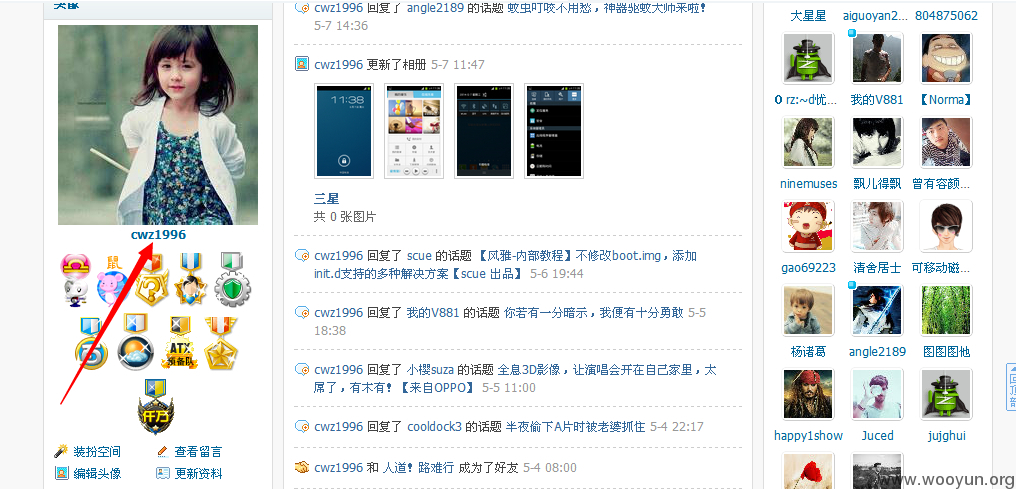 头像
cwz1996
鼠
ATX
预备队
仟万
装扮空间 查看留言
编辑头像 更新资料
cwz1996 回复了 angle2189 的话题 蚊虫叮咬不用愁，神器驱蚊大师来啦!
5-7 14:36
cwz1996 更新了相册 5-7 11:47
11:38
三星
共 0 张图片
cwz1996 回复了 scue 的话题 【风雅-内部教程】不修改boot.img，添加
init.d支持的多种解决方案【scue 出品】 5-6 19:44
cwz1996 回复了 我的V881 的话题 你若有一分暗示，我便有十分勇敢 5-5
18:38
cwz1996 回复了 小樱suza 的话题 全息3D影像，让演唱会开在自己家里，太
屌了，有木有! 【来自OPPO】 5-5 11:00
cwz1996 回复了 cooldock3 的话题 半夜偷下A片时被老婆抓住 5-4 22:17
cwz1996 和 人道! 路难行 成为了好友 5-4 08:00
大星星 aiguoyan2... 804875062
0 rz:~d忧... 我的V881 【Norma】
ninemuses 飘儿得飘 曾有容颜...
gao69223 清舍居士 可移动磁...
杨诸葛 angle2189 图图图他
happy1show Juced jujghui
回
顶
部
www.wooyun.org